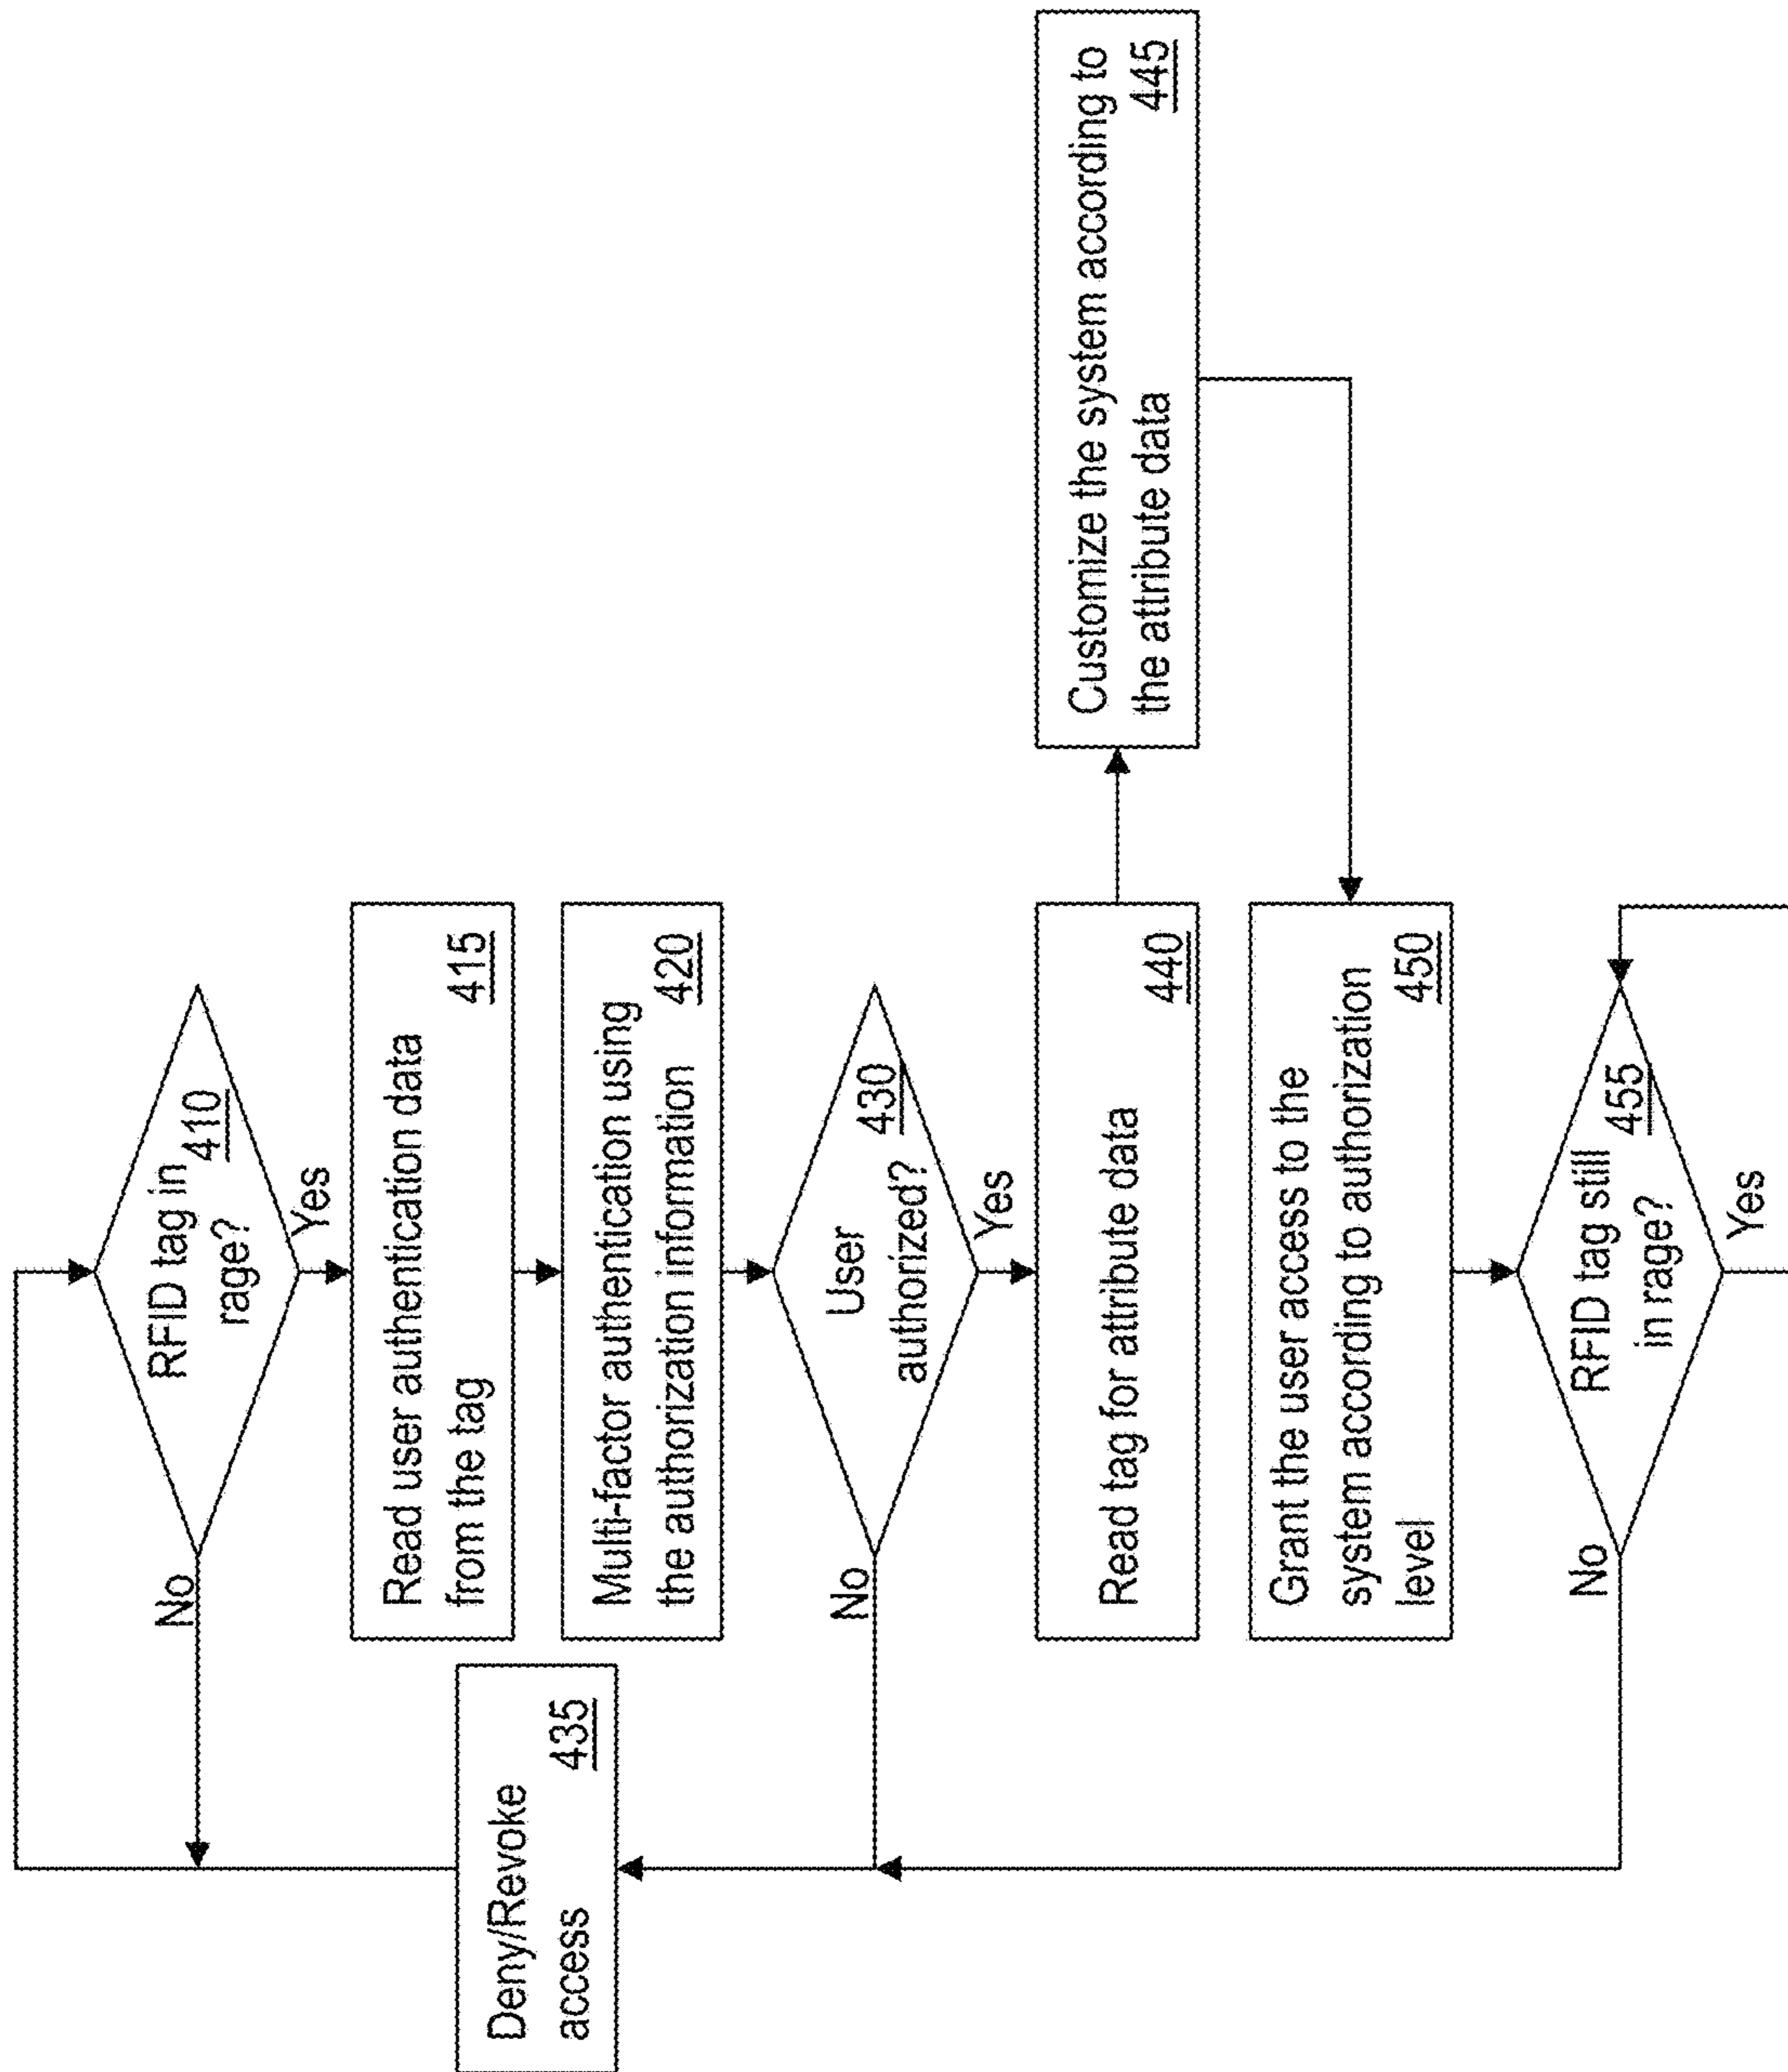 RFID tag in
rage?
410
No
Yes
Read user authentication data
from the tag
415
Multi-factor authentication using
the authorization information
420
Deny/Revoke
access
435
User
authorized?
430
No
Yes
Read tag for attribute data
440
Customize the system according to
the attribute data
445
Grant the user access to the
system according to authorization
level
450
RFID tag still
in rage?
455
No
Yes